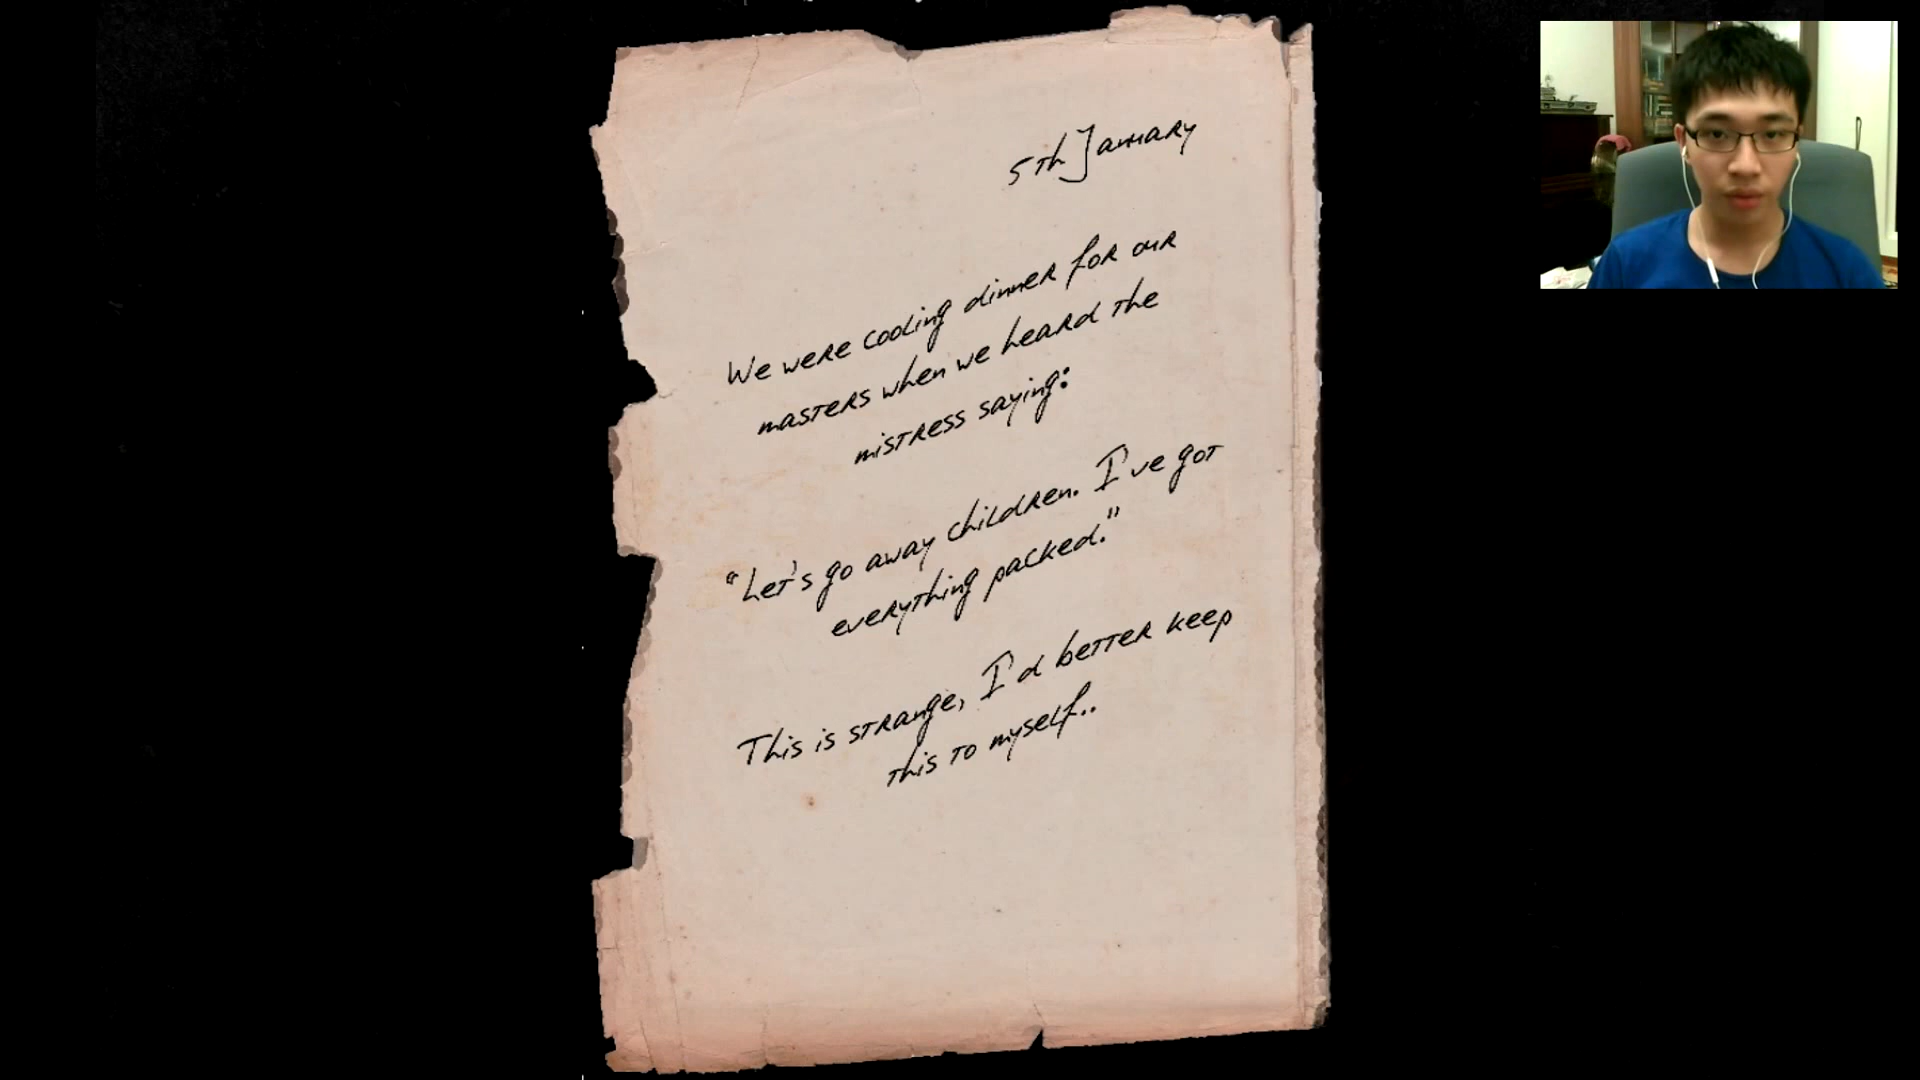 5th January
We were cooking dinner for our
masters when we heard the
mistress saying:
"Let's go away children. I've got
everything packed."
This is strange, I'd better keep
this to myself..